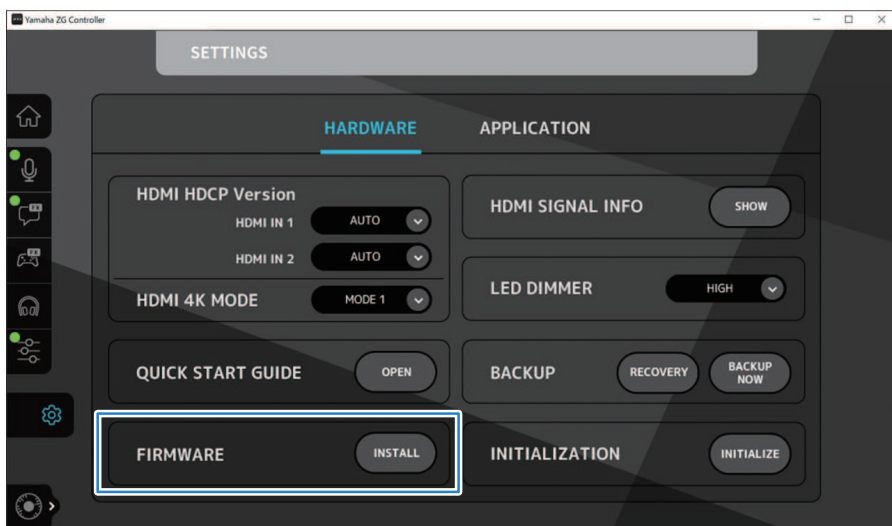 Yamaha ZG Controller
SETTINGS
HARDWARE
APPLICATION
HDMI HDCP Version
HDMI IN 1 AUTO
HDMI IN 2 AUTO
HDMI 4K MODE MODE 1
HDMI SIGNAL INFO SHOW
LED DIMMER HIGH
QUICK START GUIDE OPEN
BACKUP RECOVERY BACKUP
NOW
FIRMWARE INSTALL
INITIALIZATION INITIALIZE
FX
FX